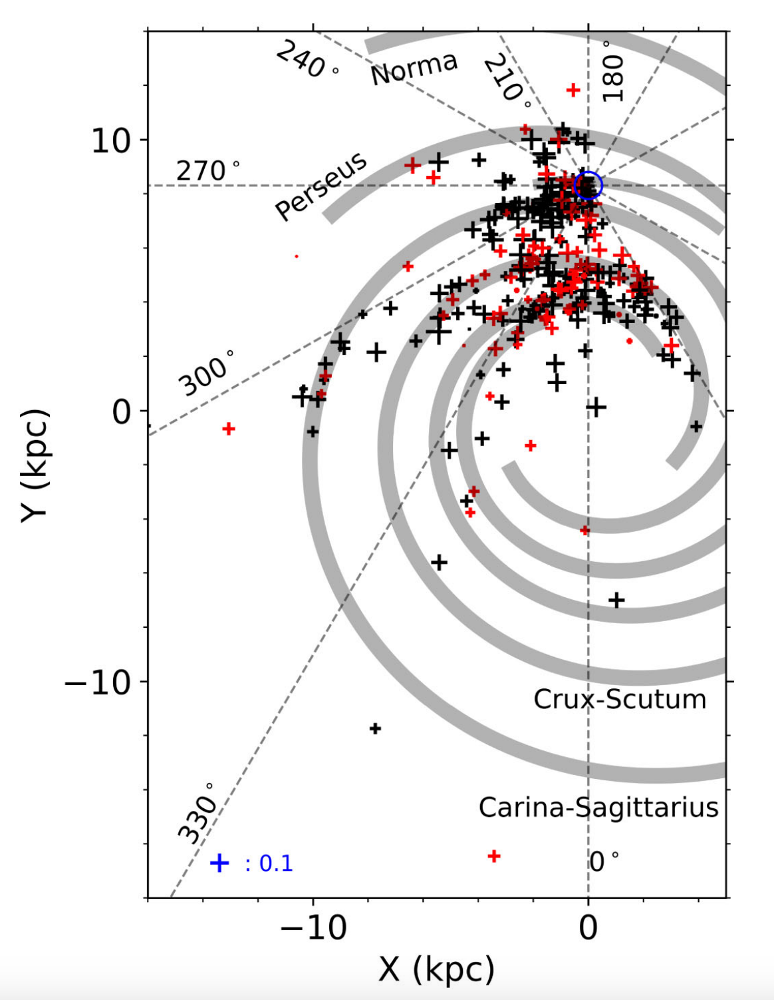 240°
Norma
210°
180°
10
270°
Perseus
300°
0
Y (kpc)
−10
Crux-Scutum
Carina-Sagittarius
330°
+ : 0.1
0°
−10
0
X (kpc)